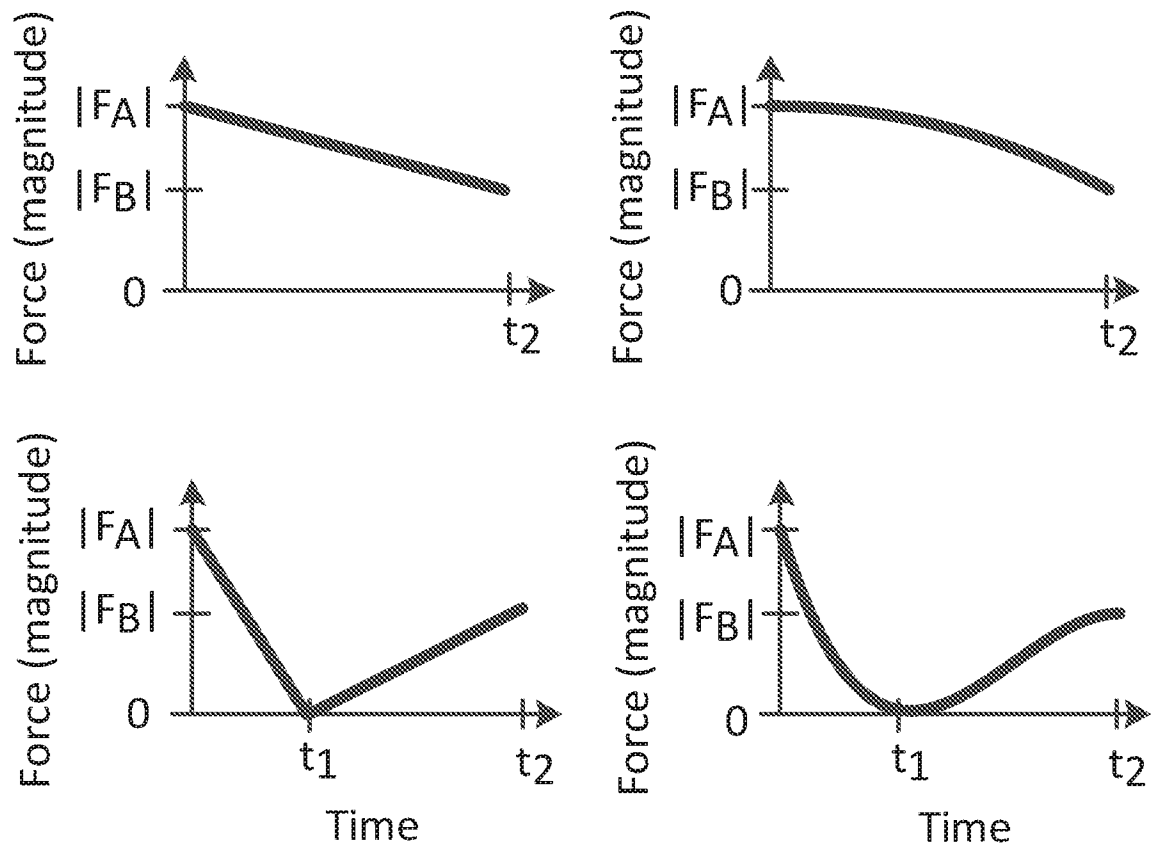 Force (magnitude)
|FA|
|FB|
0
t2
Force (magnitude)
|FA|
|FB|
0
t2
Force (magnitude)
|FA|
|FB|
0
t1
t2
Time
Force (magnitude)
|FA|
|FB|
0
t1
t2
Time